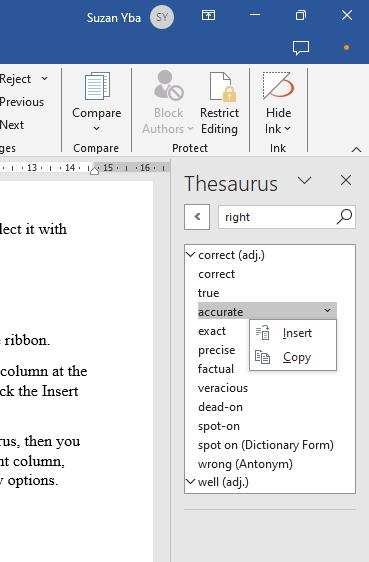 Suzan Yba SY
Reject
Previous
Next
Compare
Block Authors
Restrict Editing
Hide Ink
ges
Compare
Protect
Ink
13 14 15 16
Thesaurus
lect it with
right
correct (adj.)
correct
true
accurate
Insert
Copy
exact
precise
factual
veracious
dead-on
spot-on
spot on (Dictionary Form)
wrong (Antonym)
well (adj.)
ribbon.
column at the
ck the Insert
rus, then you
nt column,
y options.